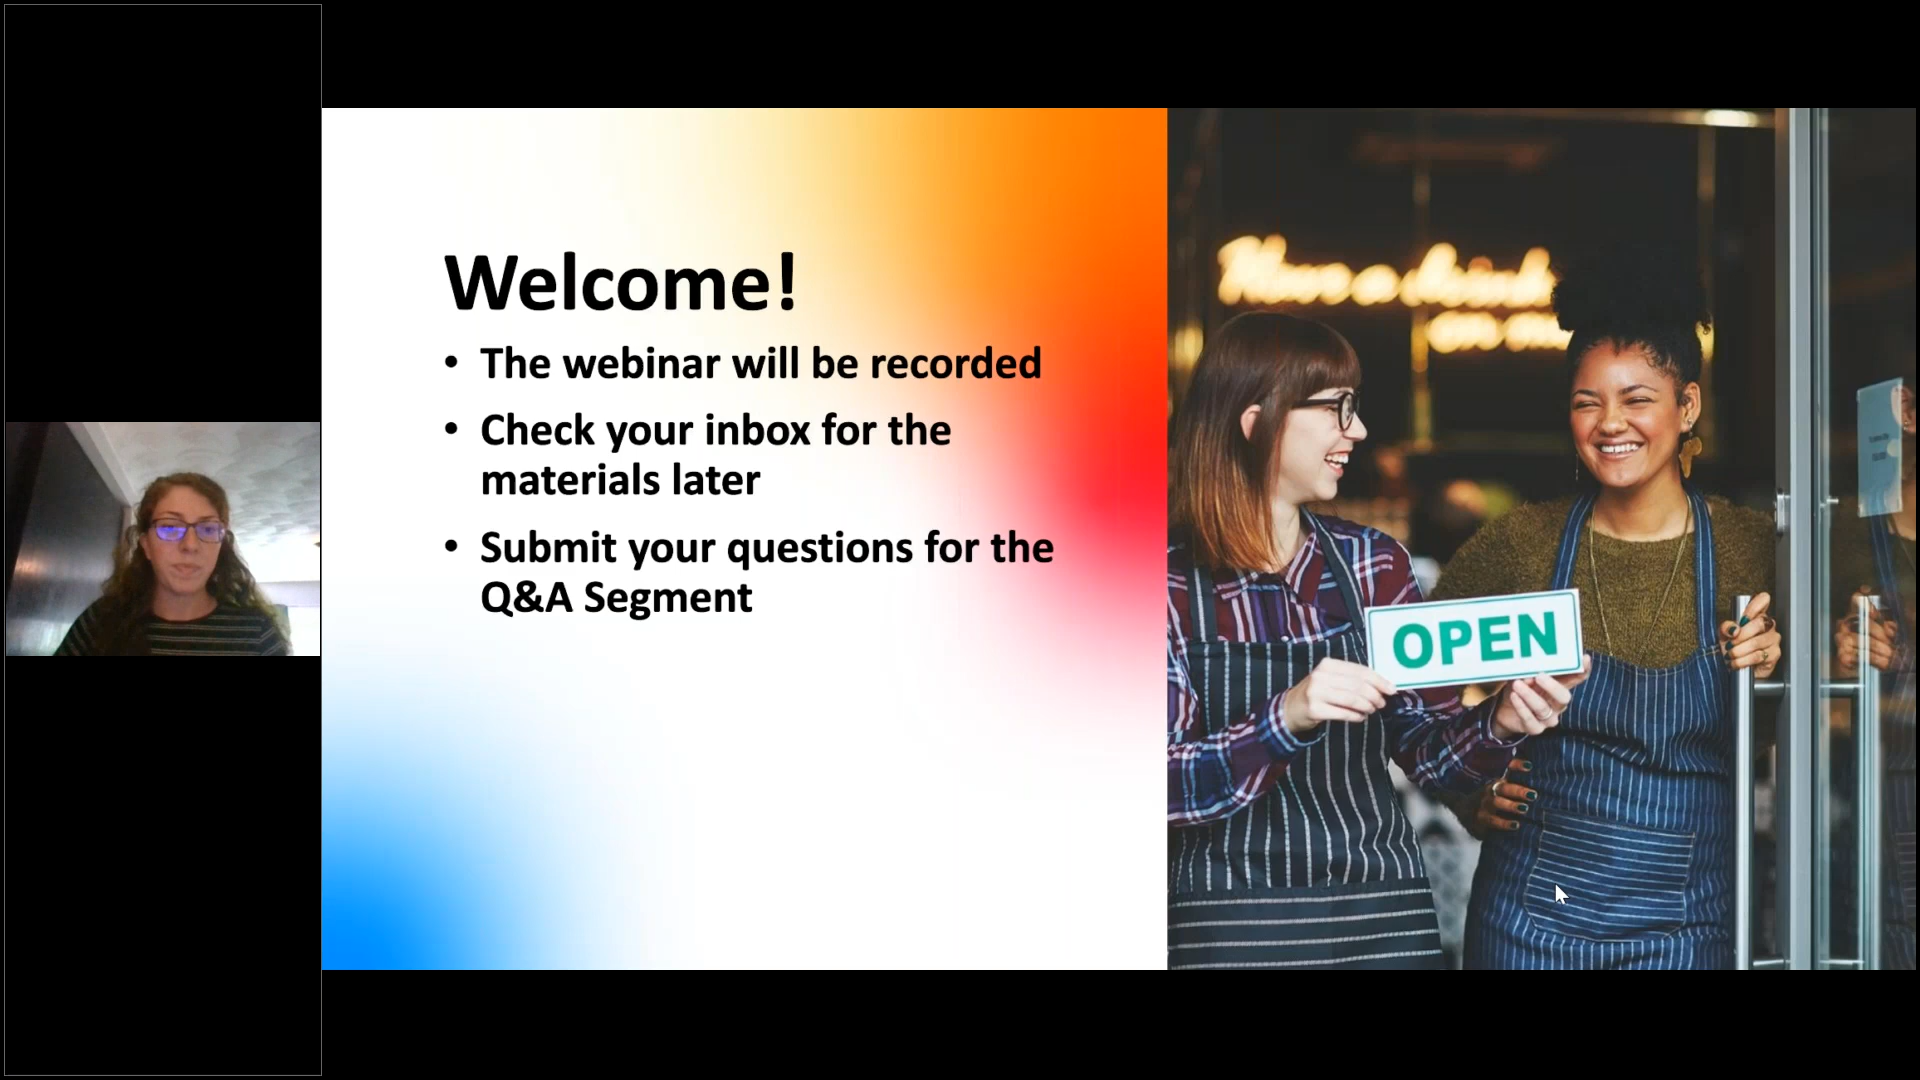 Welcome!
• The webinar will be recorded
• Check your inbox for the
materials later
• Submit your questions for the
Q&A Segment
OPEN